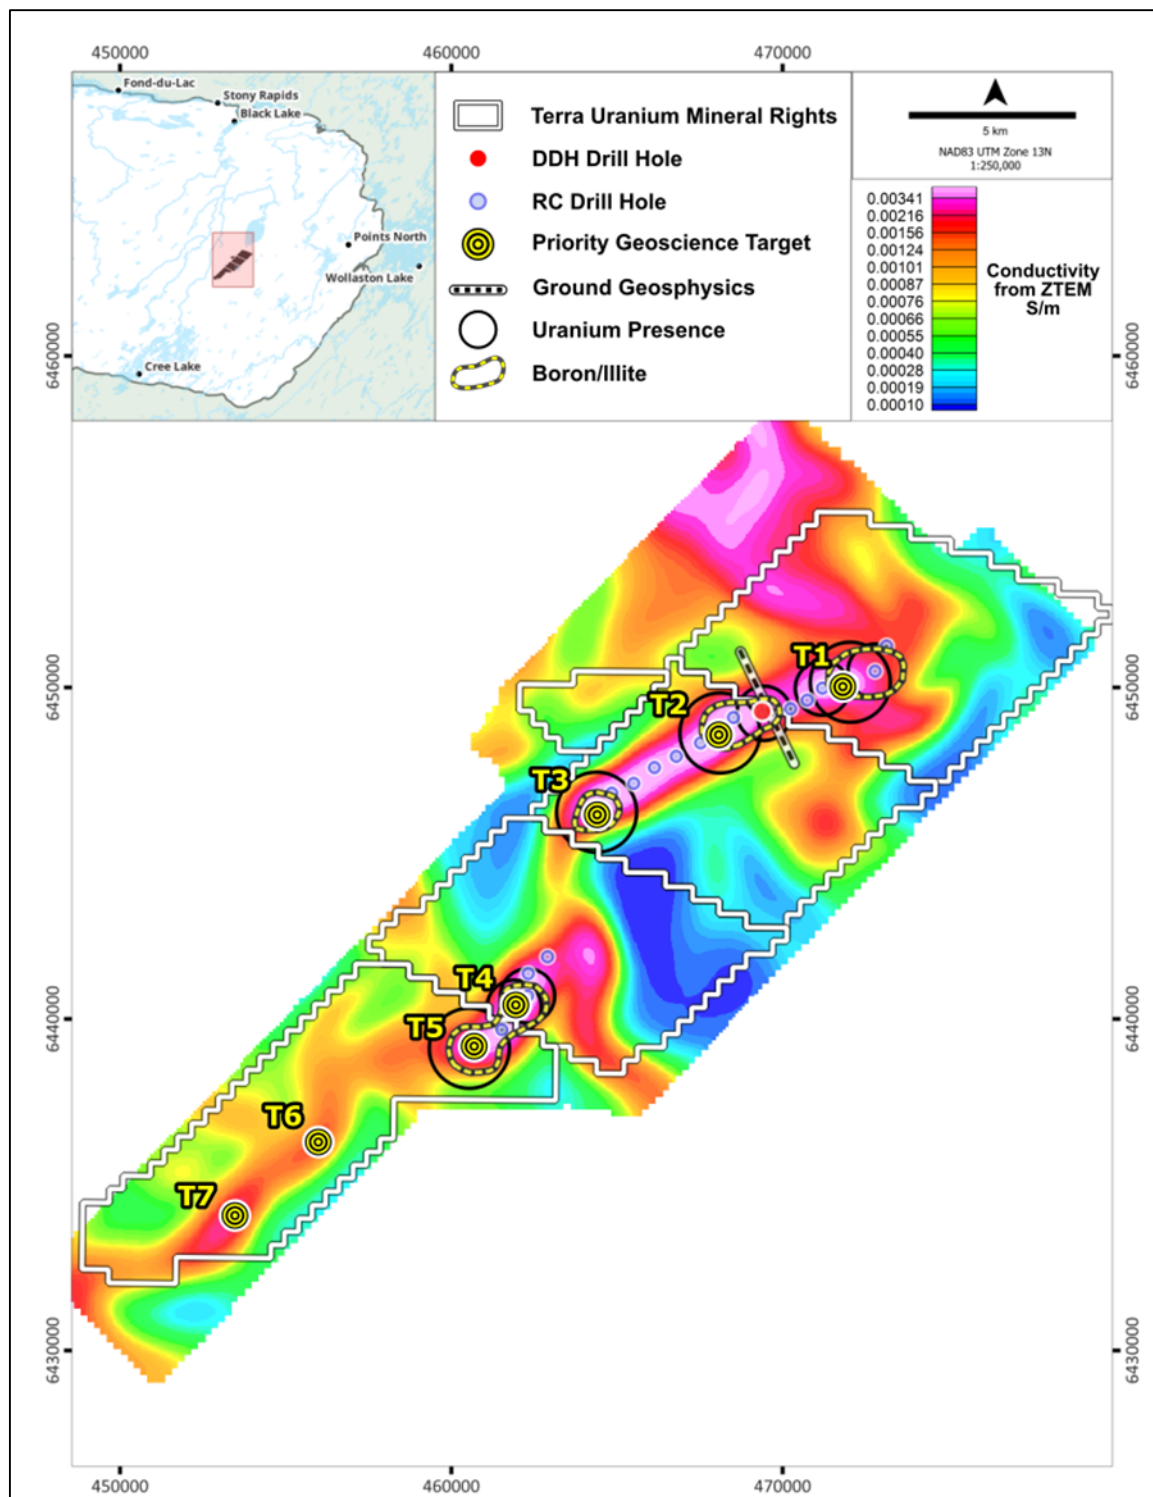 450000
460000
470000
Fond-du-Lac
Stony Rapids
Black Lake
Points North
Wollaston Lake
Cree Lake
Terra Uranium Mineral Rights
DDH Drill Hole
RC Drill Hole
Priority Geoscience Target
Ground Geosphysics
Uranium Presence
Boron/Illite
5 km
NAD83 UTM Zone 13N
1:250,000
0.00341
0.00216
0.00156
0.00124
0.00101
0.00087
0.00076
0.00066
0.00055
0.00040
0.00028
0.00019
0.00010
Conductivity
from ZTEM
S/m
6460000
6460000
T1
T2
T3
T4
T5
T6
T7
6450000
6450000
6440000
6440000
6430000
6430000
450000
460000
470000